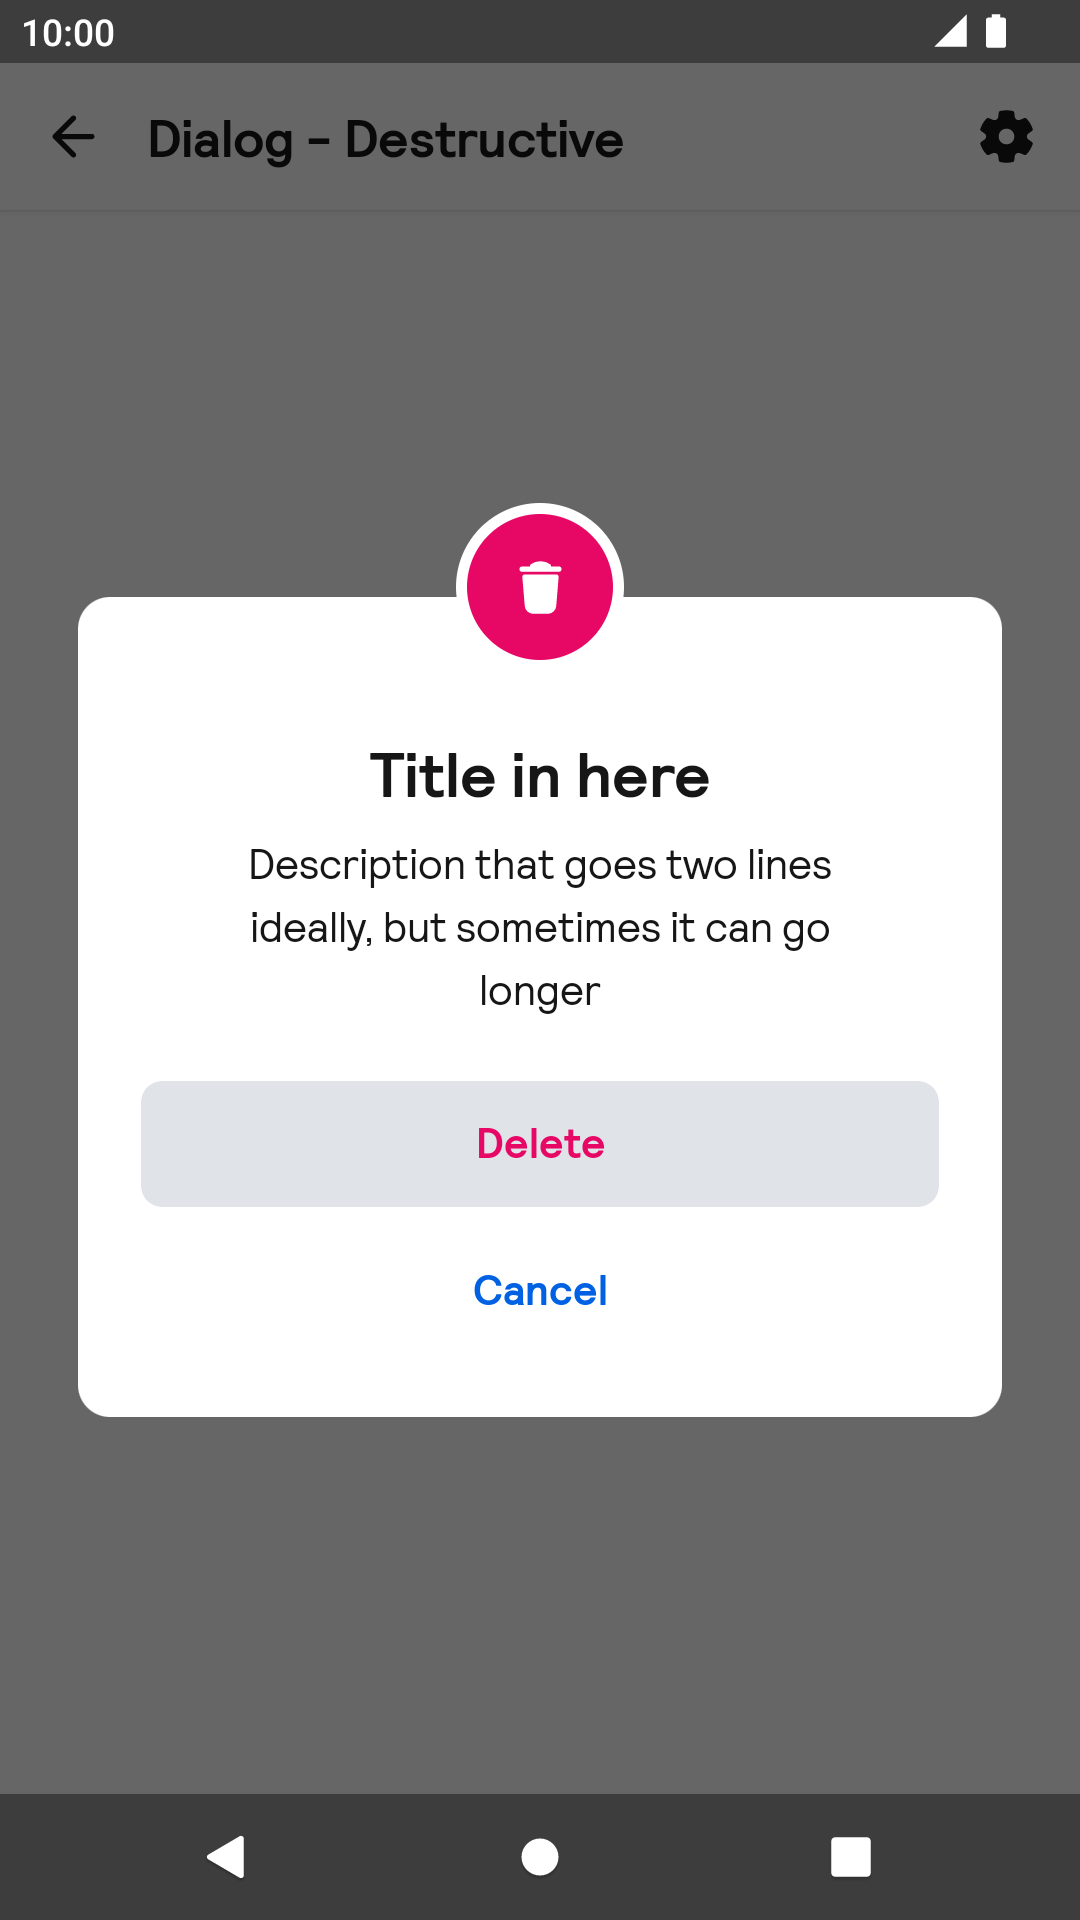 10:00
Dialog - Destructive
Title in here
Description that goes two lines
ideally, but sometimes it can go
longer
Delete
Cancel